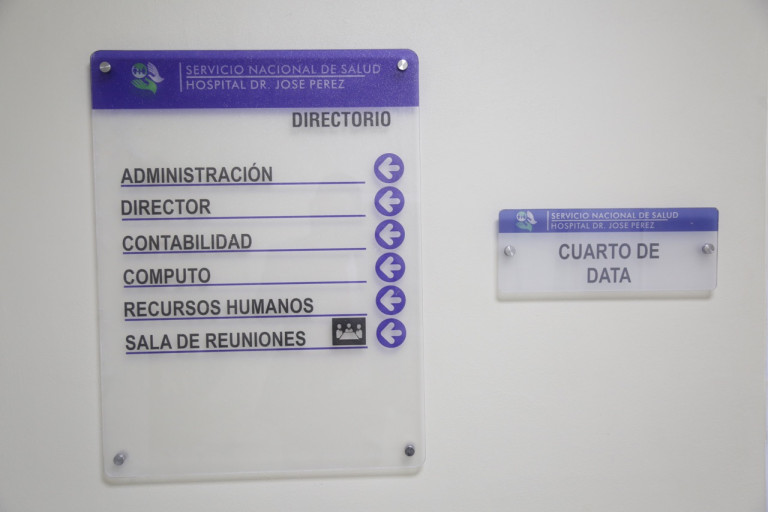 SERVICIO NACIONAL DE SALUD
HOSPITAL DR. JOSE PEREZ
DIRECTORIO
ADMINISTRACIÓN
DIRECTOR
CONTABILIDAD
COMPUTO
RECURSOS HUMANOS
SALA DE REUNIONES
SERVICIO NACIONAL DE SALUD
HOSPITAL DR. JOSE PEREZ
CUARTO DE
DATA